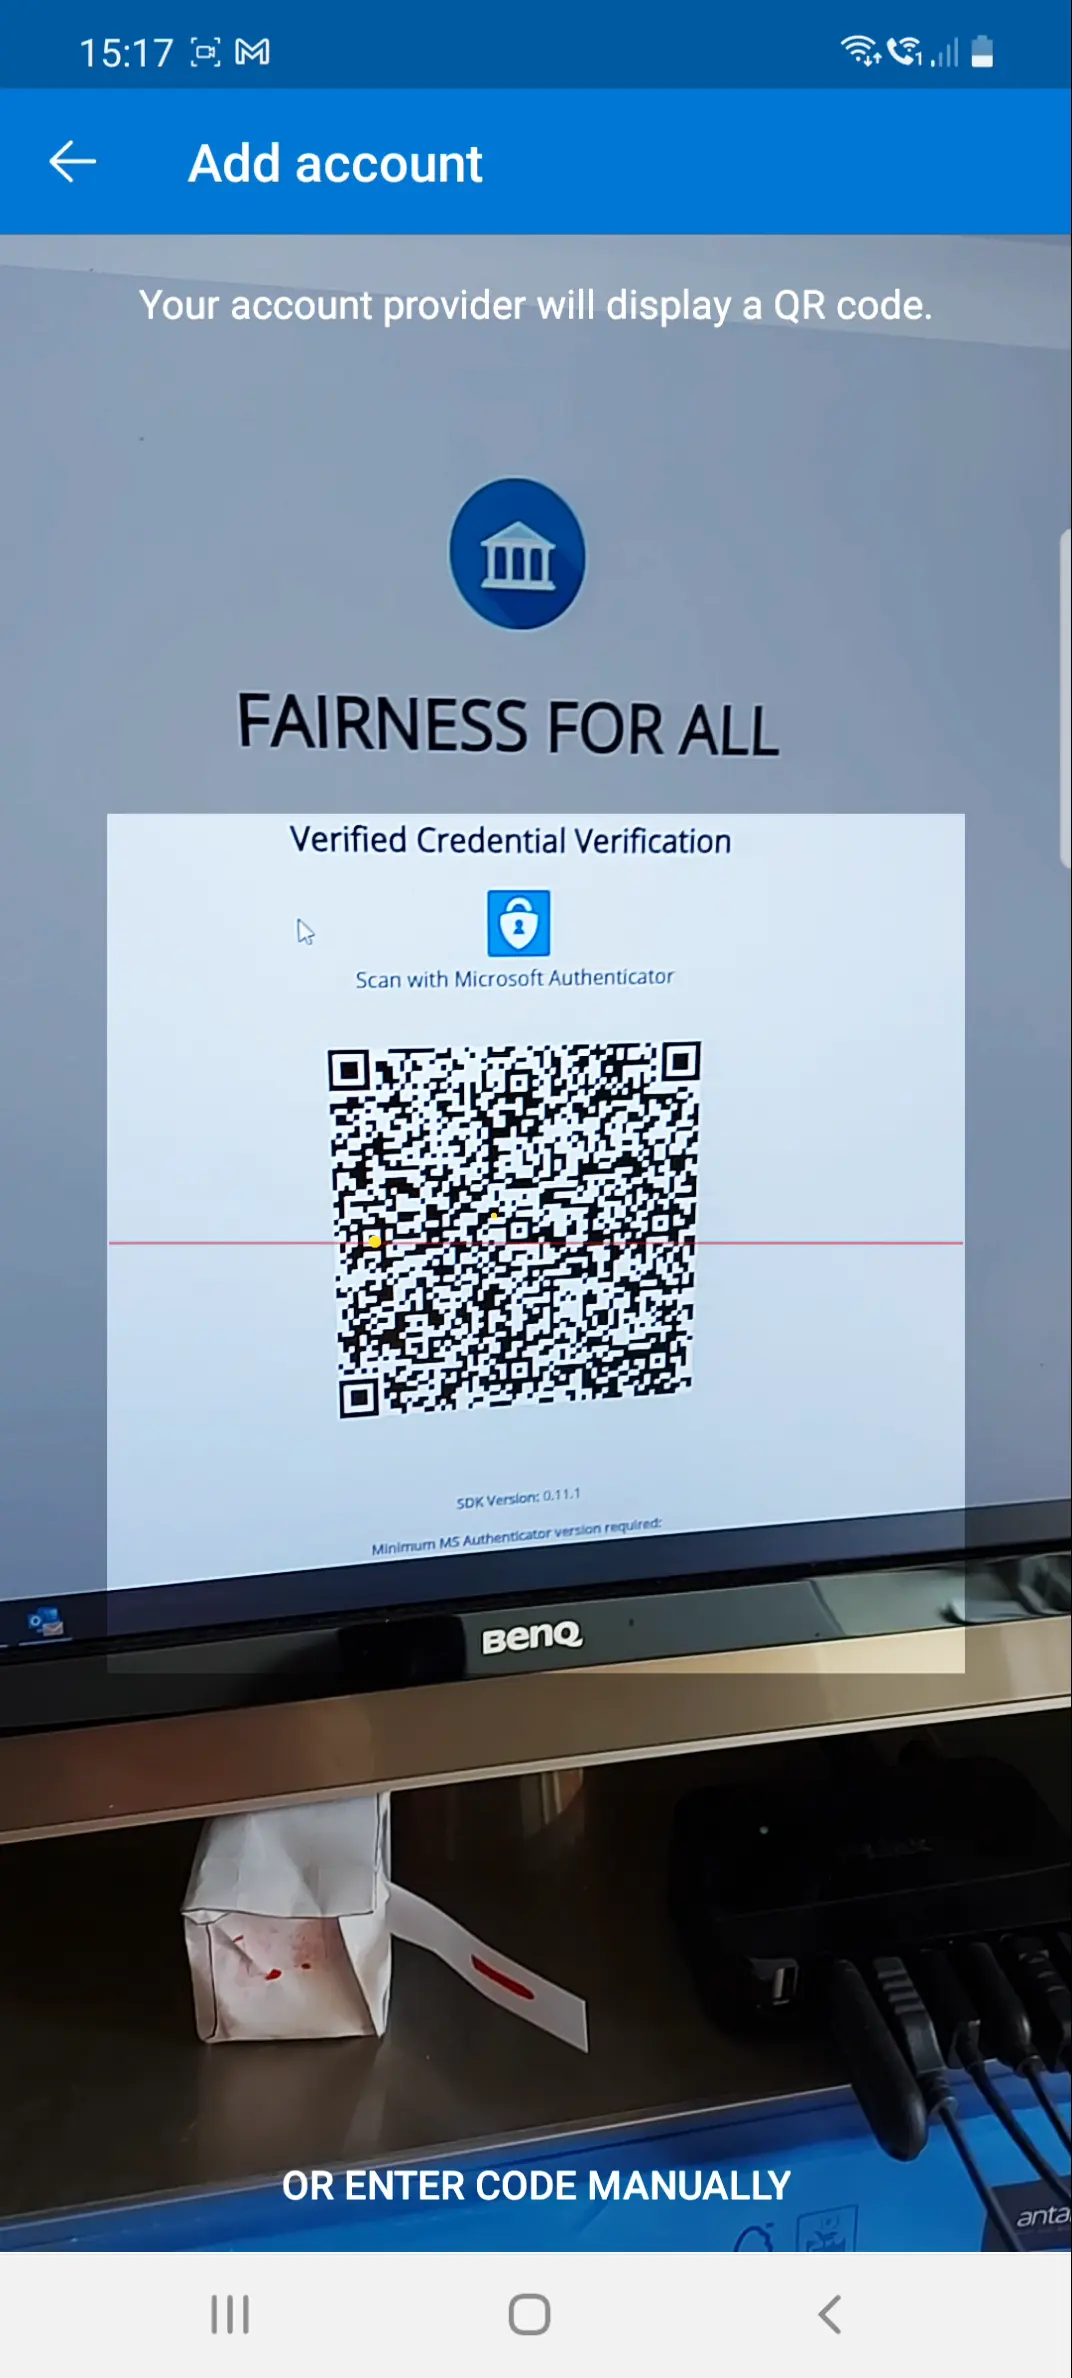 15:17
Add account
Your account provider will display a QR code.
FAIRNESS FOR ALL
Verified Credential Verification
Scan with Microsoft Authenticator
SDK Version: 0.11.1
Minimum MS Authenticator version required:
BenQ
OR ENTER CODE MANUALLY
anta